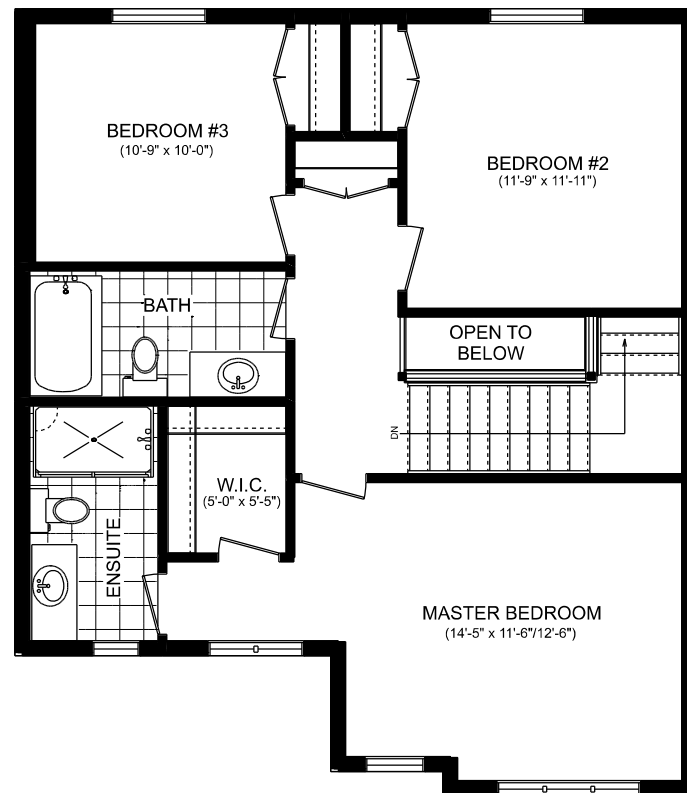 BEDROOM #3
(10'-9" x 10'-0")
BEDROOM #2
(11'-9" x 11'-11")
BATH
OPEN TO
BELOW
DN
W.I.C.
(5'-0" x 5'-5")
ENSUITE
MASTER BEDROOM
(14'-5" x 11'-6"/12'-6")